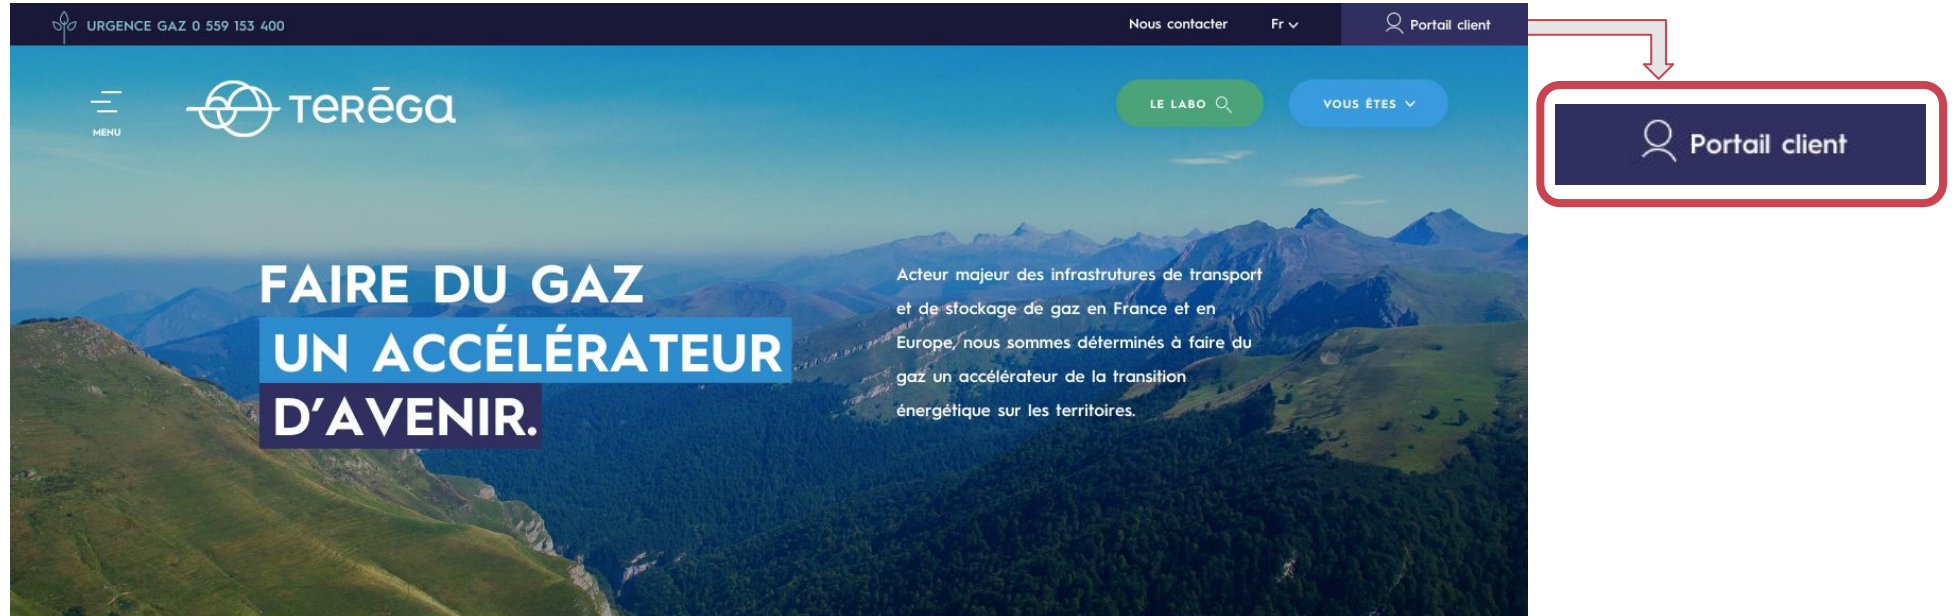 URGENCE GAZ 0 559 153 400
Nous contacter
Fr
Portail client
MENU
TERĒGA
LE LABO
VOUS ÊTES
Portail client
FAIRE DU GAZ
UN ACCÉLÉRATEUR
D'AVENIR.
Acteur majeur des infrastrutures de transport
et de stockage de gaz en France et en
Europe, nous sommes déterminés à faire du
gaz un accélérateur de la transition
énergétique sur les territoires.